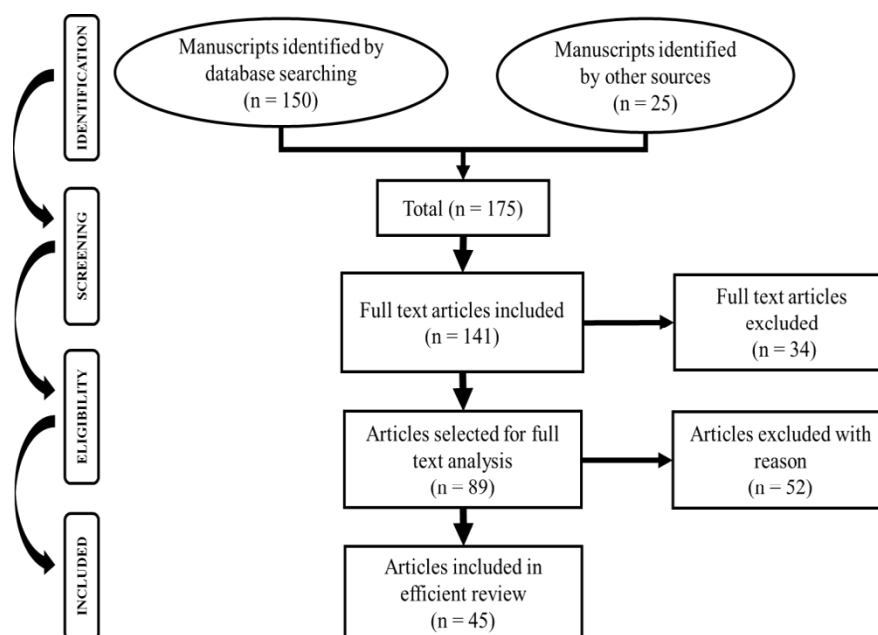 IDENTIFICATION
Manuscripts identified by
database searching
(n = 150)
Manuscripts identified
by other sources
(n = 25)
SCREENING
Total (n = 175)
Full text articles included
(n = 141)
Full text articles
excluded
(n = 34)
ELIGIBILITY
Articles selected for full
text analysis
(n = 89)
Articles excluded with
reason
(n = 52)
INCLUDED
Articles included in
efficient review
(n = 45)